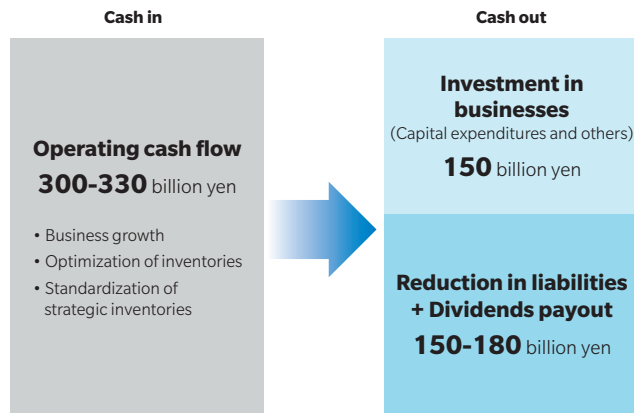 Cash in
Operating cash flow
300-330 billion yen
• Business growth
• Optimization of inventories
• Standardization of
strategic inventories
Cash out
Investment in
businesses
(Capital expenditures and others)
150 billion yen
Reduction in liabilities
+ Dividends payout
150-180 billion yen